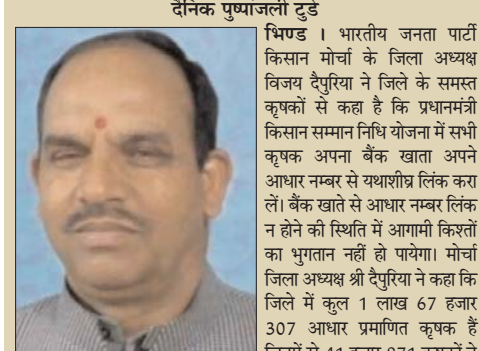 दैनिक पुष्पांजली टुडे
भिण्ड । भारतीय जनता पार्टी
किसान मोर्चा के जिला अध्यक्ष
विजय दैपुरिया ने जिले के समस्त
कृषकों से कहा है कि प्रधानमंत्री
किसान सम्मान निधि योजना में सभी
कृषक अपना बैंक खाता अपने
आधार नम्बर से यथाशीघ्र लिंक करा
लें। बैंक खाते से आधार नम्बर लिंक
न होने की स्थिति में आगामी किश्तों
का भुगतान नहीं हो पायेगा। मोर्चा
जिला अध्यक्ष श्री दैपुरिया ने कहा कि
जिले में कुल 1 लाख 67 हजार
307 आधार प्रमाणित कृषक हैं